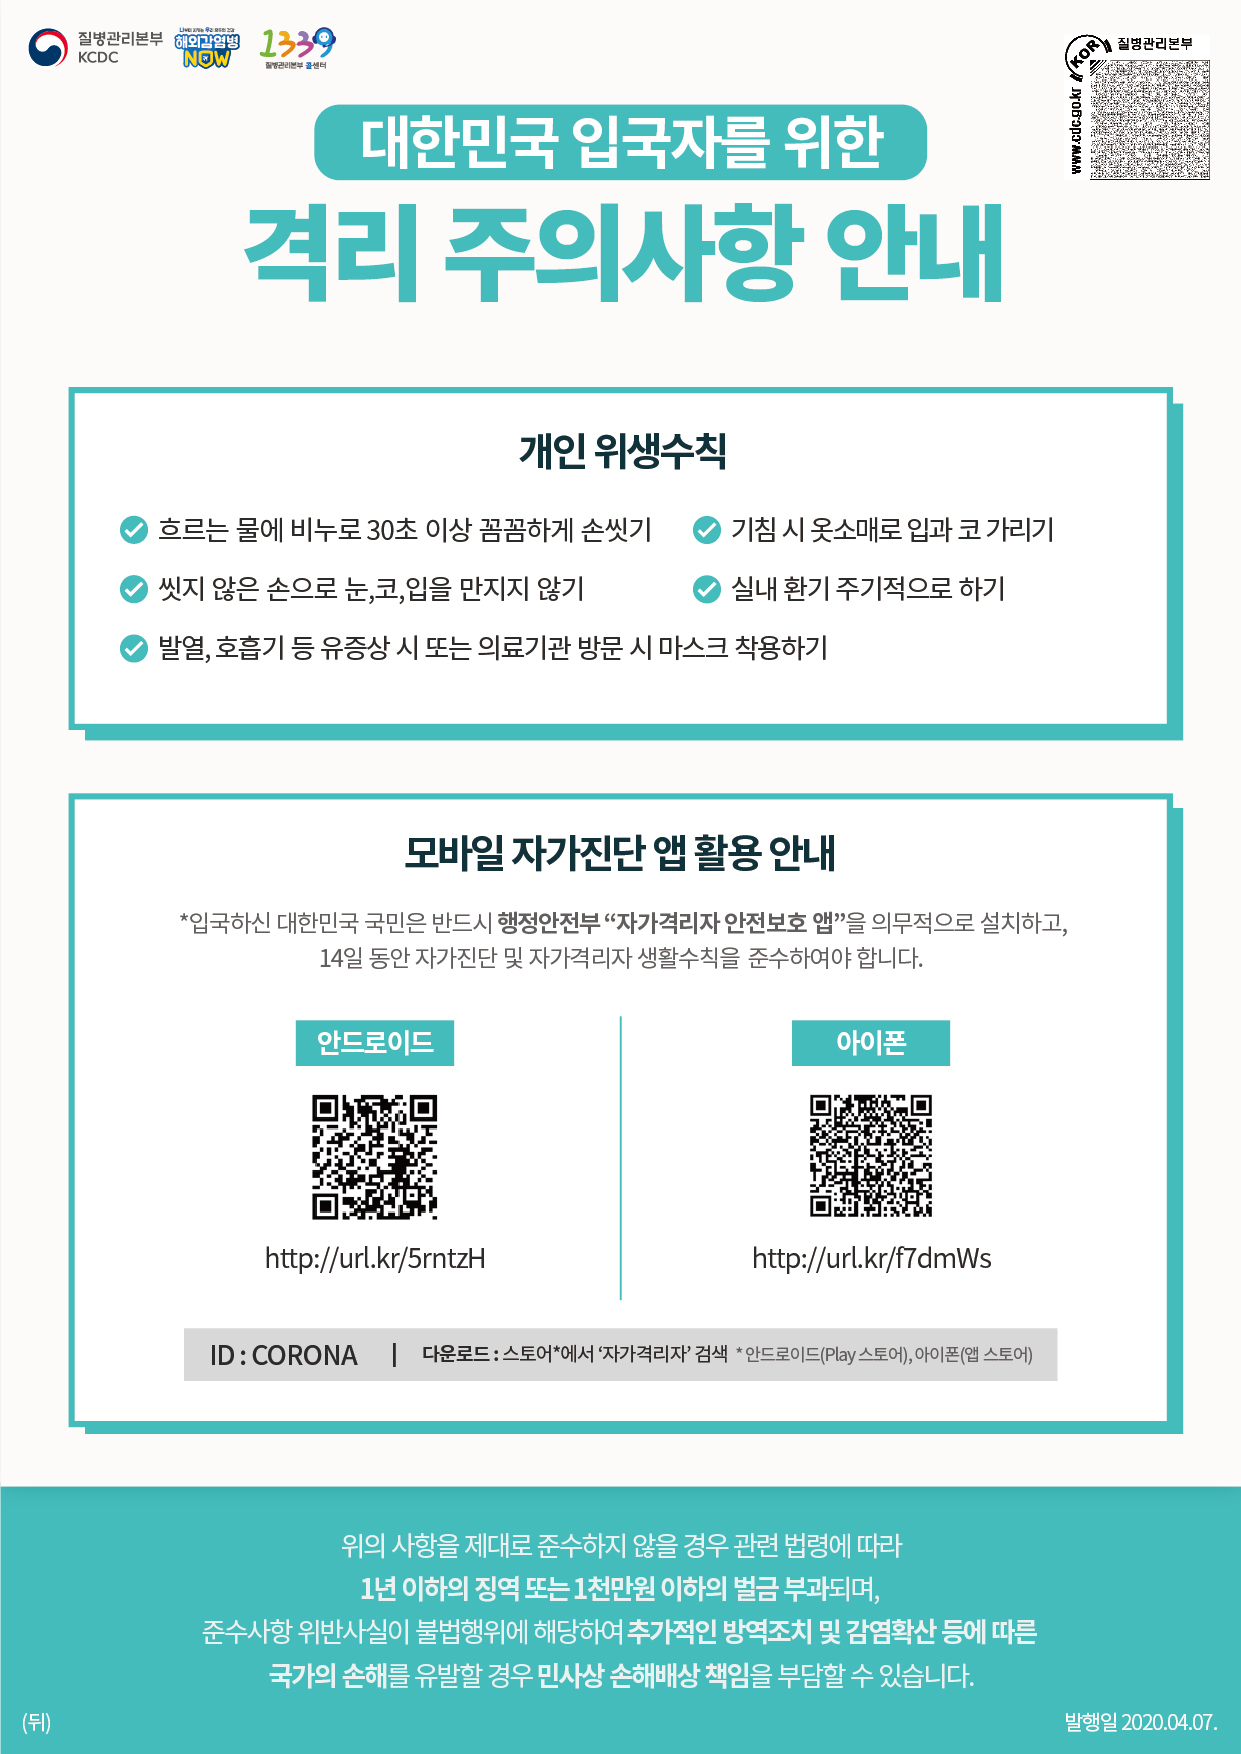 질병관리본부
KCDC
해외감염병
NOW
1339
질병관리본부 콜센터
KOR
질병관리본부
www.cdc.go.kr
대한민국 입국자를 위한
격리 주의사항 안내
개인 위생수칙
흐르는 물에 비누로 30초 이상 꼼꼼하게 손씻기
기침 시 옷소매로 입과 코 가리기
씻지 않은 손으로 눈,코,입을 만지지 않기
실내 환기 주기적으로 하기
발열, 호흡기 등 유증상 시 또는 의료기관 방문 시 마스크 착용하기
모바일 자가진단 앱 활용 안내
*입국하신 대한민국 국민은 반드시 행정안전부 “자가격리자 안전보호 앱”을 의무적으로 설치하고,
14일 동안 자가진단 및 자가격리자 생활수칙을 준수하여야 합니다.
안드로이드
아이폰
http://url.kr/5rntzH
http://url.kr/f7dmWs
ID : CORONA | 다운로드 : 스토어*에서 ‘자가격리자’ 검색 * 안드로이드(Play 스토어), 아이폰(앱 스토어)
위의 사항을 제대로 준수하지 않을 경우 관련 법령에 따라
1년 이하의 징역 또는 1천만원 이하의 벌금 부과되며,
준수사항 위반사실이 불법행위에 해당하여 추가적인 방역조치 및 감염확산 등에 따른
국가의 손해를 유발할 경우 민사상 손해배상 책임을 부담할 수 있습니다.
(뒤)
발행일 2020.04.07.